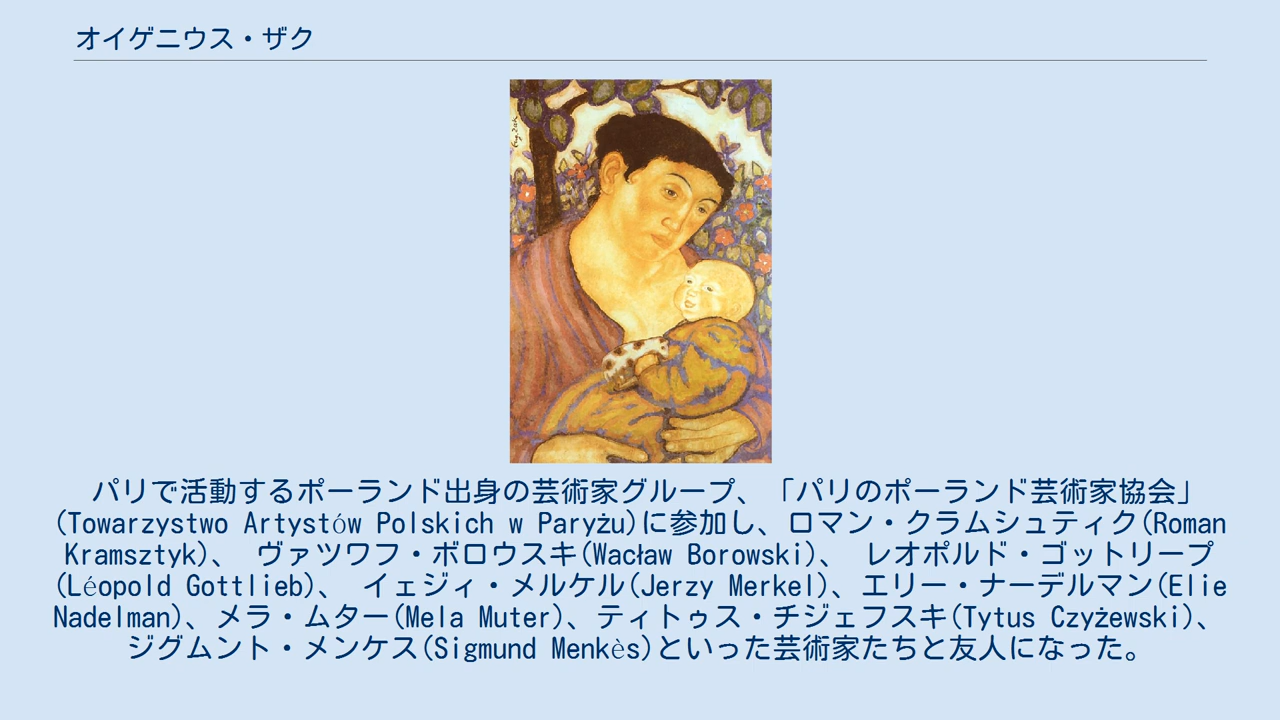 オイゲニウス・ザク
パリで活動するポーランド出身の芸術家グループ、「パリのポーランド芸術家協会」
(Towarzystwo Artystów Polskich w Paryżu)に参加し、ロマン・クラムシュティク(Roman
Kramsztyk)、 ヴァツワフ・ボロウスキ(Wacław Borowski)、 レオポルド・ゴットリープ
(Léopold Gottlieb)、 イェジィ・メルケル(Jerzy Merkel)、エリー・ナーデルマン(Elie
Nadelman)、メラ・ムター(Mela Muter)、ティトゥス・チジェフスキ(Tytus Czyżewski)、
ジグムント・メンケス(Sigmund Menkès)といった芸術家たちと友人になった。